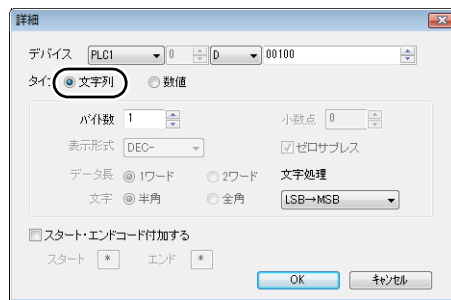 詳細
デバイス PLC1 0 D 00100
タイ: 文字列 数値
バイト数 1 小数点 0
表示形式 DEC- ゼロサプレス
データ長 1ワード 2ワード 文字処理
文字 半角 全角 LSB→MSB
スタート・エンドコード付加する
スタート * エンド *
OK キャンセル